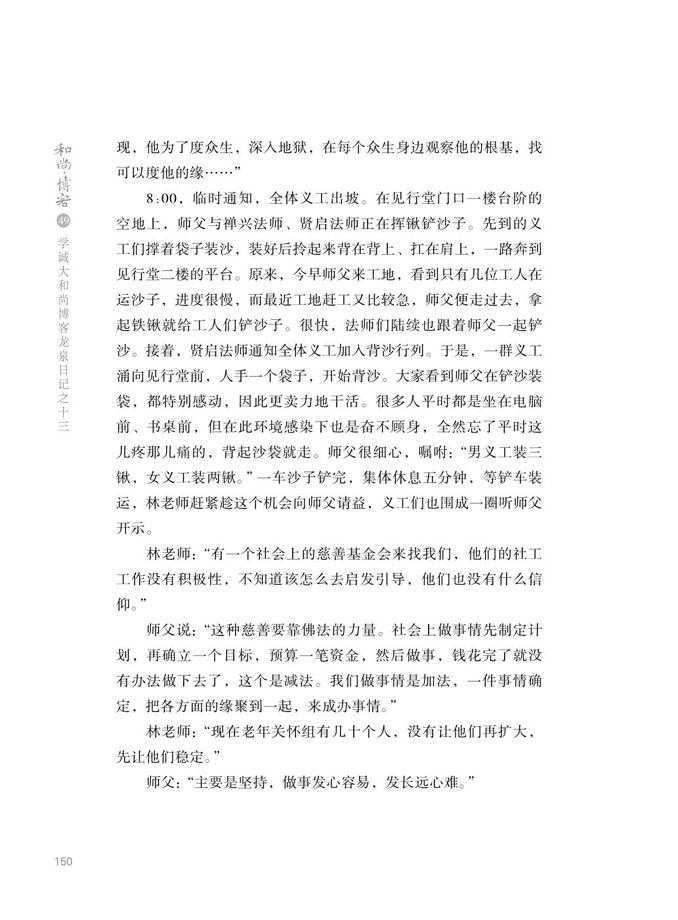 和尚·博客
49
学诚大和尚博客龙泉日记之十三
现，他为了度众生，深入地狱，在每个众生身边观察他的根基，找
可以度他的缘……”
8:00，临时通知，全体义工出坡。在见行堂门口一楼台阶的
空地上，师父与禅兴法师、贤启法师正在挥锹铲沙子。先到的义
工们撑着袋子装沙，装好后拎起来背在背上、扛在肩上，一路奔到
见行堂二楼的平台。原来，今早师父来工地，看到只有几位工人在
运沙子，进度很慢，而最近工地赶工又比较急，师父便走过去，拿
起铁锹就给工人们铲沙子。很快，法师们陆续也跟着师父一起铲
沙。接着，贤启法师通知全体义工加入背沙行列。于是，一群义工
涌向见行堂前，人手一个袋子，开始背沙。大家看到师父在铲沙装
袋，都特别感动，因此更卖力地干活。很多人平时都是坐在电脑
前、书桌前，但在此环境感染下也是奋不顾身，全然忘了平时这
儿疼那儿痛的，背起沙袋就走。师父很细心，嘱咐：“男义工装三
锹，女义工装两锹。”一车沙子铲完，集体休息五分钟，等铲车装
运，林老师赶紧趁这个机会向师父请益，义工们也围成一圈听师父
开示。
林老师：“有一个社会上的慈善基金会来找我们，他们的社工
工作没有积极性，不知道该怎么去启发引导，他们也没有什么信
仰。”
师父说：“这种慈善要靠佛法的力量。社会上做事情先制定计
划，再确立一个目标，预算一笔资金，然后做事，钱花完了就没
有办法做下去了，这个是减法。我们做事情是加法，一件事情确
定，把各方面的缘聚到一起，来成办事情。”
林老师：“现在老年关怀组有几十个人，没有让他们再扩大，
先让他们稳定。”
师父：“主要是坚持，做事发心容易，发长远心难。”
150